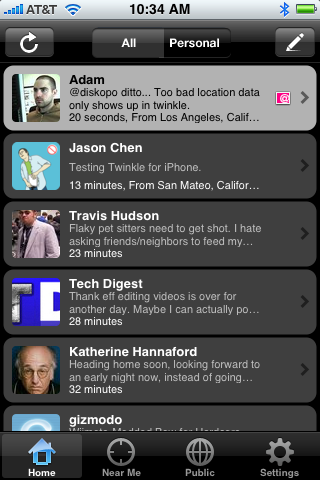 AT&T 10:34 AM
All Personal
Adam
@diskopo ditto... Too bad location data
only shows up in twinkle.
20 seconds, From Los Angeles, Calif...
Jason Chen
Testing Twinkle for iPhone.
13 minutes, From San Mateo, Califor...
Travis Hudson
Flaky pet sitters need to get shot. I hate
asking friends/neighbors to feed my...
23 minutes
TD
Tech Digest
Thank eff editing videos is over for
another day. Maybe I can actually po...
28 minutes
Katherine Hannaford
Heading home soon, looking forward to
an early night now, instead of going...
32 minutes
gizmodo
Home Near Me Public Settings